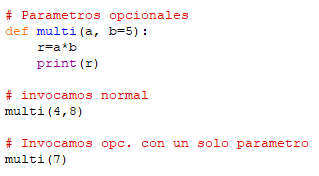 # Parametros opcionales
def multi(a, b=5):
    r=a*b
    print(r)

# invocamos normal
multi(4,8)

# Invocamos opc. con un solo parametro
multi(7)